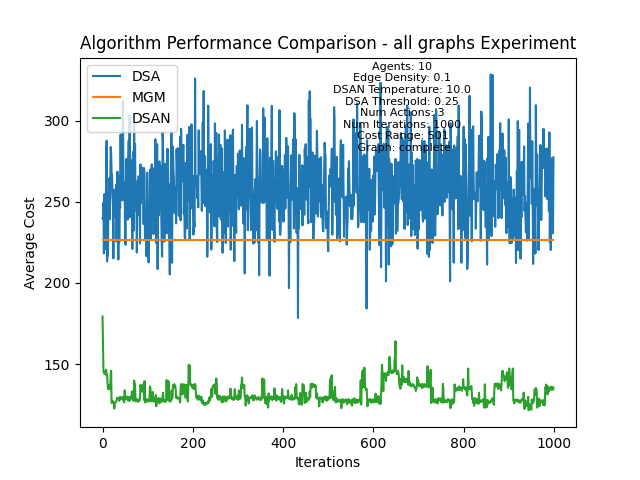 Algorithm Performance Comparison - all graphs Experiment
DSA
MGM
DSAN
Agents: 10
Edge Density: 0.1
DSAN Temperature: 10.0
DSA Threshold: 0.25
Num Actions: 3
Num Iterations: 1000
Cost Range: 501
Graph: complete
Average Cost
300
250
200
150
0
200
400
600
800
1000
Iterations